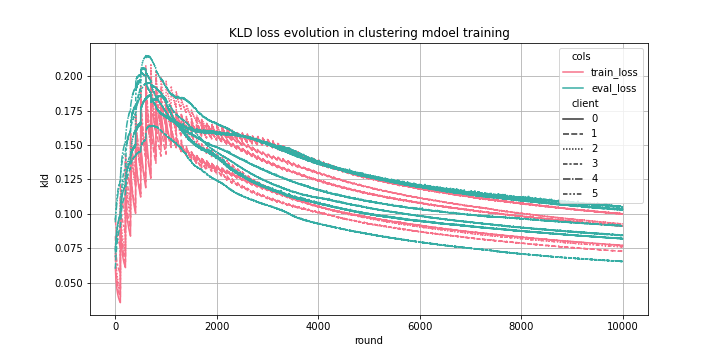 KLD loss evolution in clustering mdoel training
cols
train_loss
eval_loss
client
0
1
2
3
4
5
0.200
0.175
0.150
0.125
0.100
0.075
0.050
kld
0 2000 4000 6000 8000 10000
round